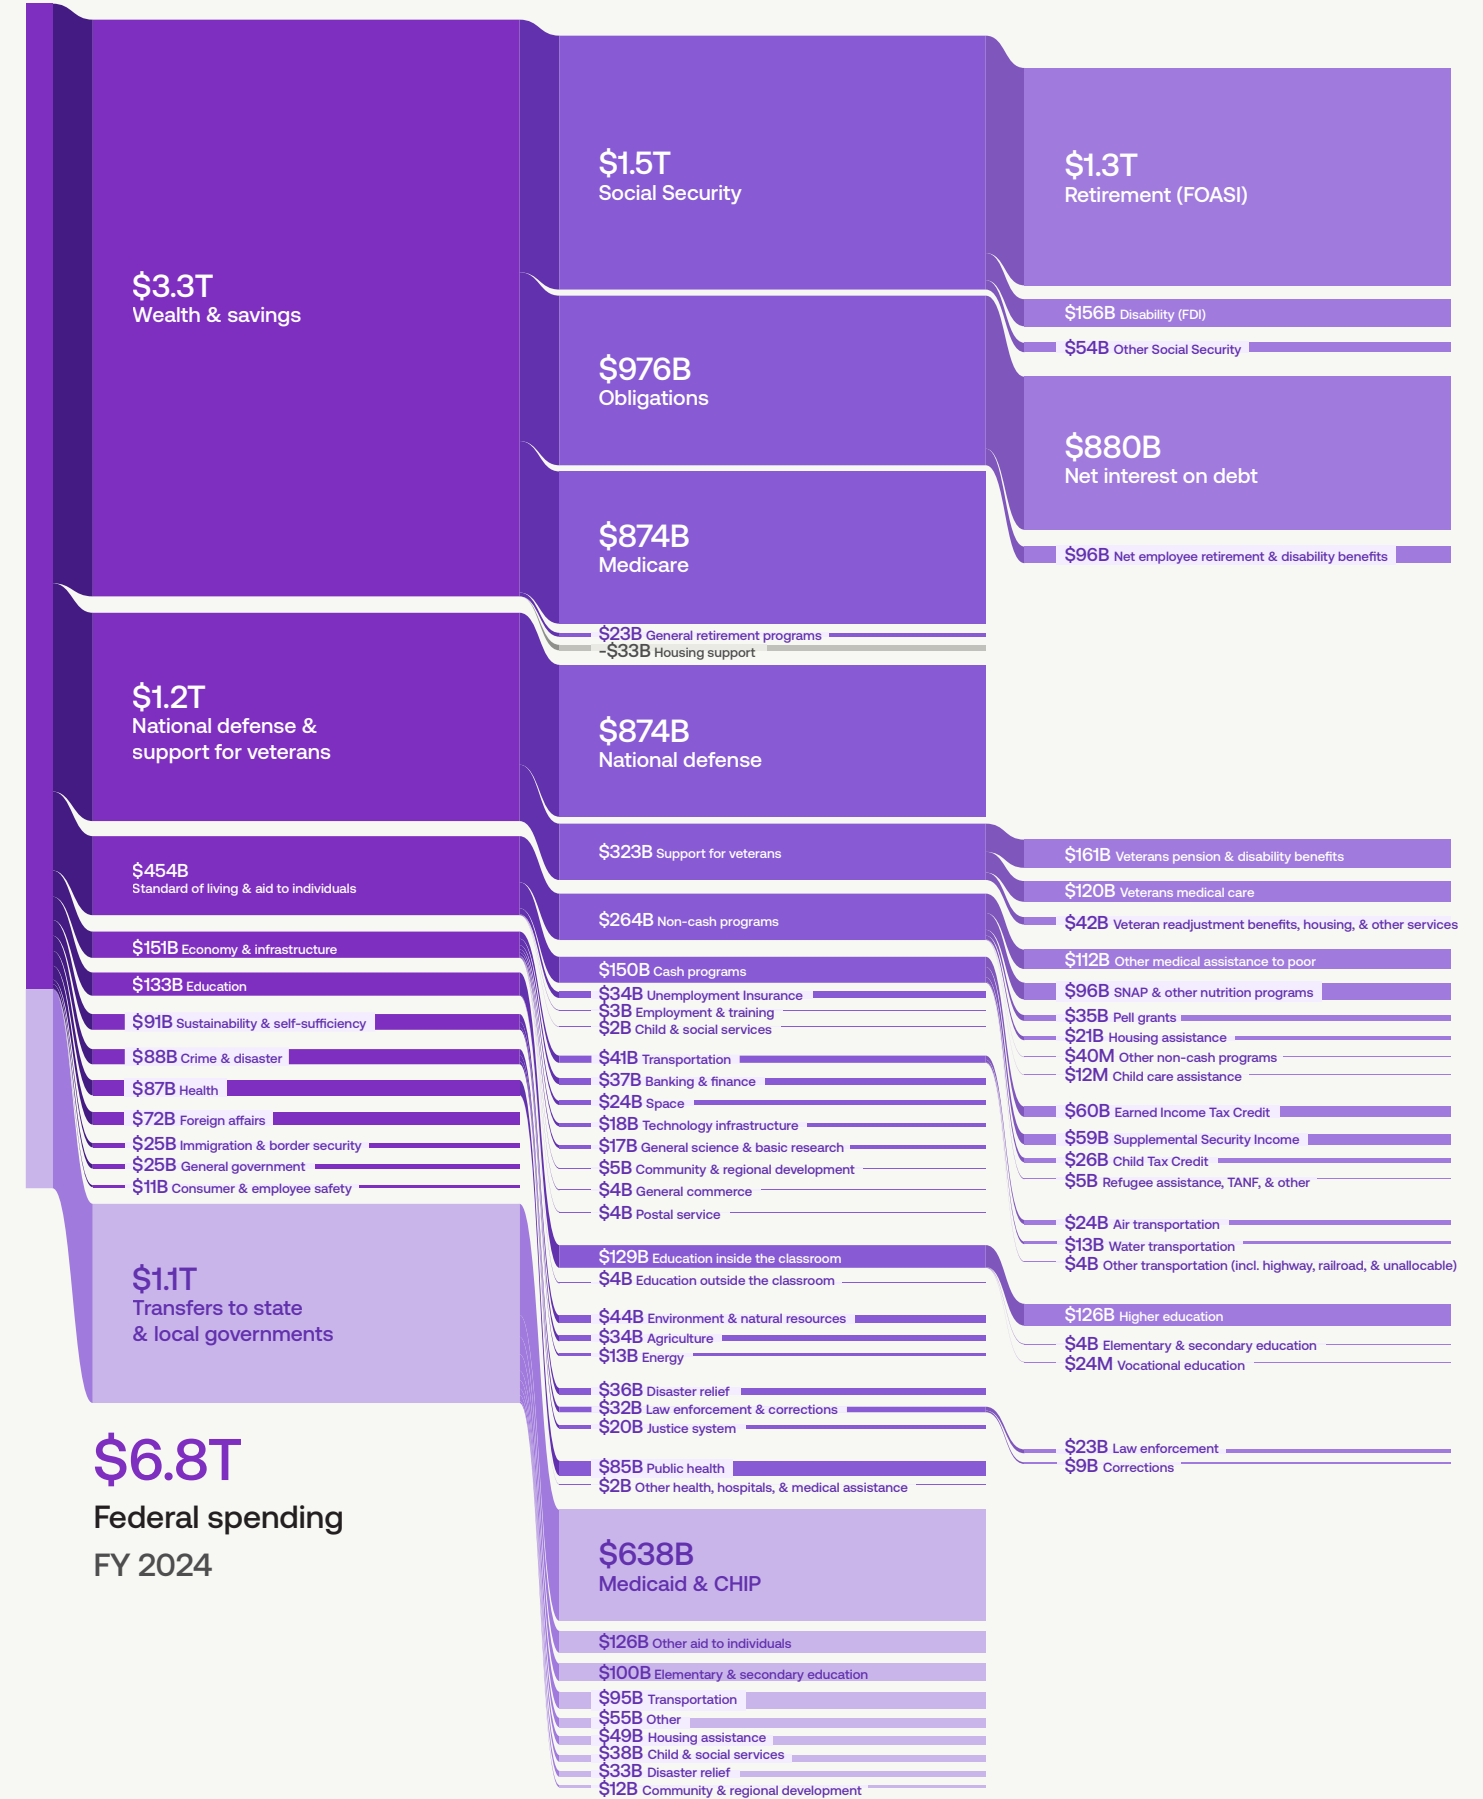 $3.3T
Wealth & savings
$1.2T
National defense &
support for veterans
$454B
Standard of living & aid to individuals
$151B Economy & infrastructure
$133B Education
$91B Sustainability & self-sufficiency
$88B Crime & disaster
$87B Health
$72B Foreign affairs
$25B Immigration & border security
$25B General government
$11B Consumer & employee safety
$1.1T
Transfers to state
& local governments
$6.8T
Federal spending
FY 2024
$1.5T
Social Security
$976B
Obligations
$874B
Medicare
$23B General retirement programs
-$33B Housing support
$874B
National defense
$323B Support for veterans
$264B Non-cash programs
$150B Cash programs
$34B Unemployment Insurance
$3B Employment & training
$2B Child & social services
$41B Transportation
$37B Banking & finance
$24B Space
$18B Technology infrastructure
$17B General science & basic research
$5B Community & regional development
$4B General commerce
$4B Postal service
$129B Education inside the classroom
$4B Education outside the classroom
$44B Environment & natural resources
$34B Agriculture
$13B Energy
$36B Disaster relief
$32B Law enforcement & corrections
$20B Justice system
$85B Public health
$2B Other health, hospitals, & medical assistance
$638B
Medicaid & CHIP
$126B Other aid to individuals
$100B Elementary & secondary education
$95B Transportation
$55B Other
$49B Housing assistance
$38B Child & social services
$33B Disaster relief
$12B Community & regional development
$1.3T
Retirement (FOASI)
$156B Disability (FDI)
$54B Other Social Security
$880B
Net interest on debt
$96B Net employee retirement & disability benefits
$161B Veterans pension & disability benefits
$120B Veterans medical care
$42B Veteran readjustment benefits, housing, & other services
$112B Other medical assistance to poor
$96B SNAP & other nutrition programs
$35B Pell grants
$21B Housing assistance
$40M Other non-cash programs
$12M Child care assistance
$60B Earned Income Tax Credit
$59B Supplemental Security Income
$26B Child Tax Credit
$5B Refugee assistance, TANF, & other
$24B Air transportation
$13B Water transportation
$4B Other transportation (incl. highway, railroad, & unallocable)
$126B Higher education
$4B Elementary & secondary education
$24M Vocational education
$23B Law enforcement
$9B Corrections